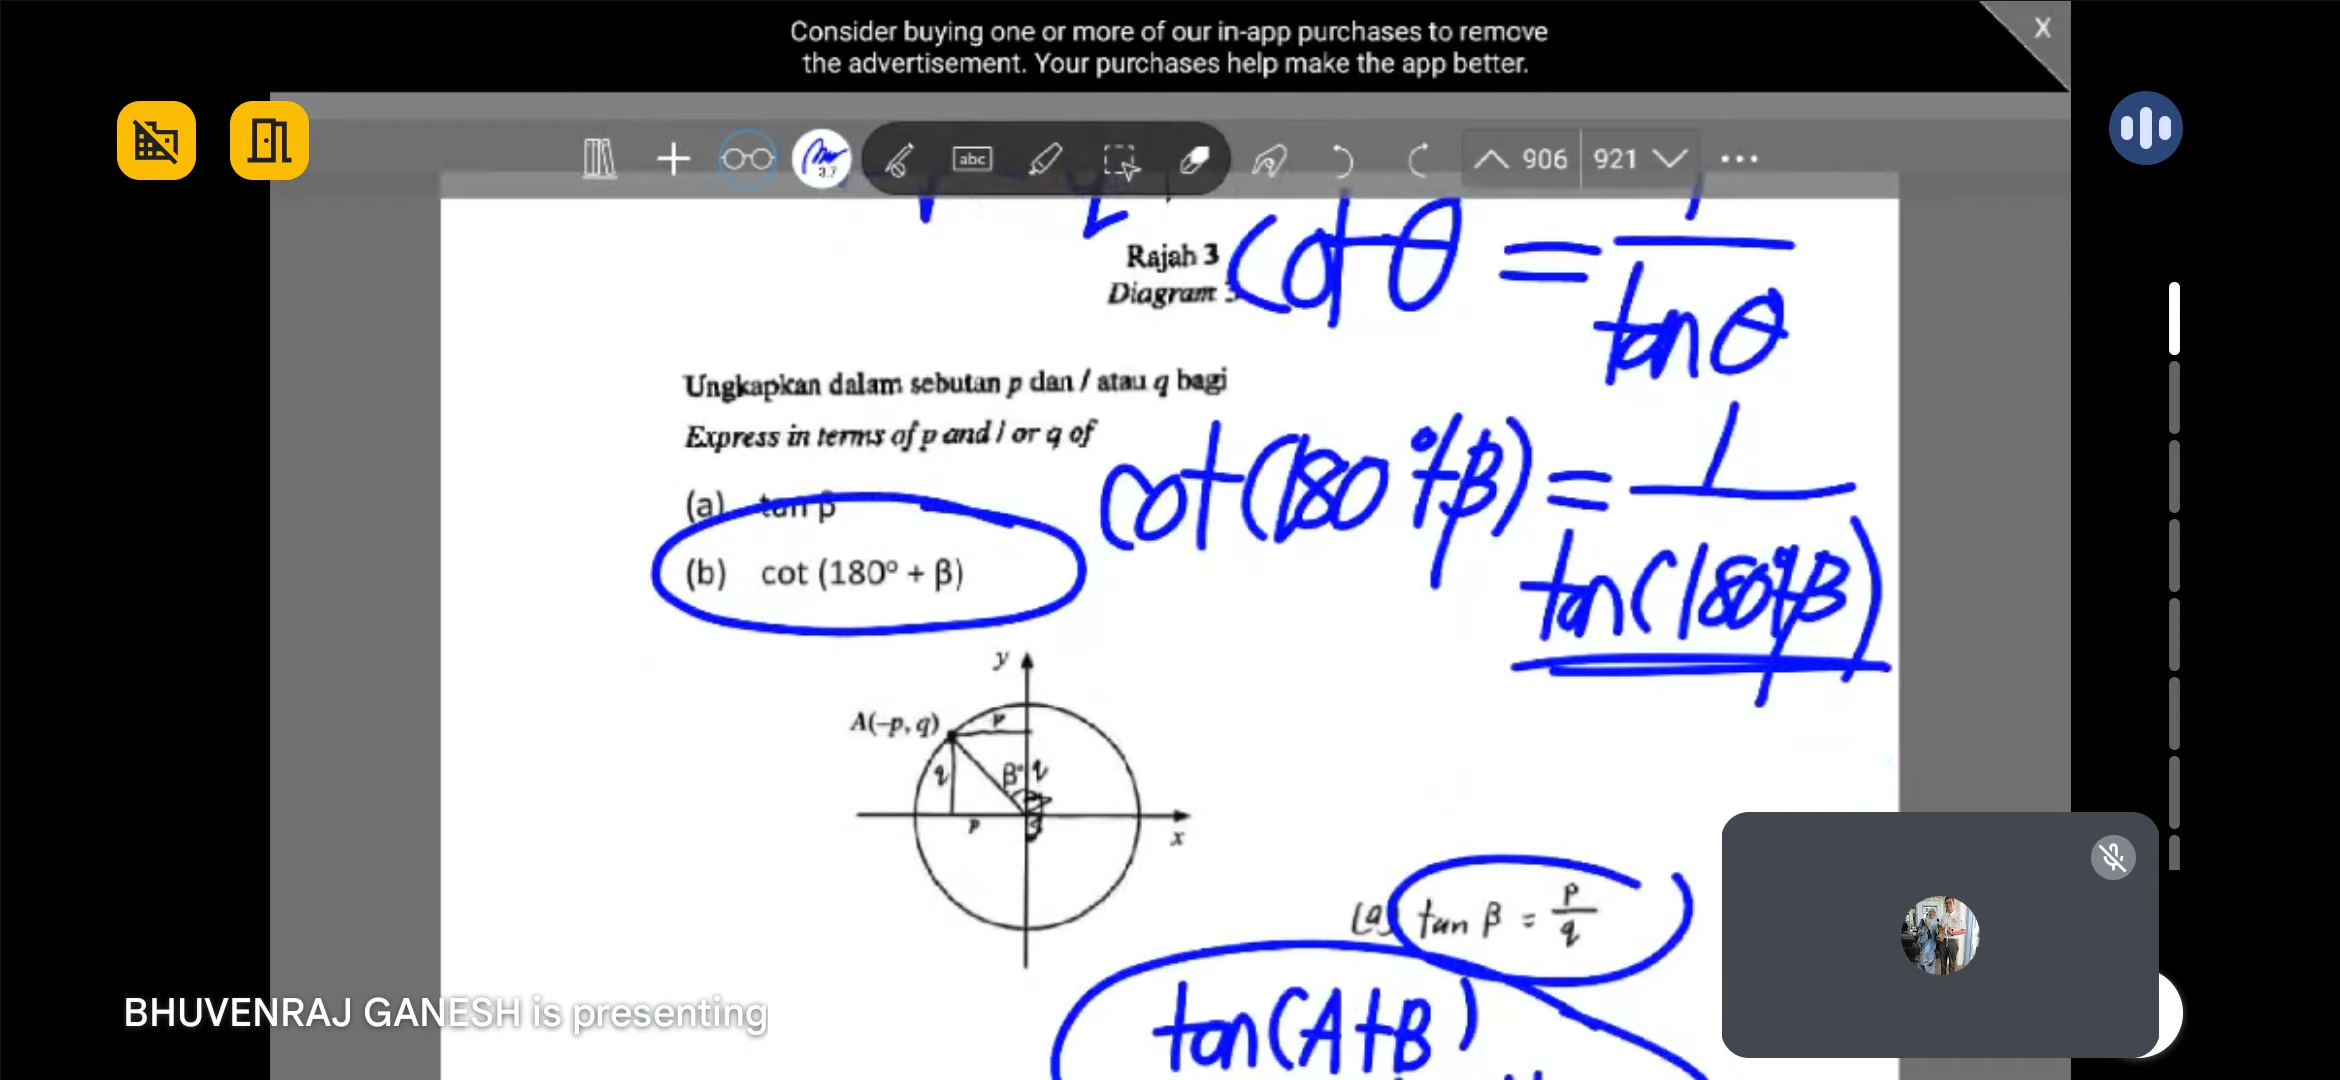 Consider buying one or more of our in-app purchases to remove
the advertisement. Your purchases help make the app better.
X
abc
3.7
906
921
Rajah 3
Diagram 3
cot θ = 1/tan θ
Ungkapkan dalam sebutan p dan / atau q bagi
Express in terms of p and / or q of
(a) tan β
cot(180°+β) = 1/tan(180°+β)
(b) cot (180° + β)
y
A(-p, q)
p
q
β
q
p
x
(a) tan β = p/q
tan(A+B)
BHUVENRAJ GANESH is presenting